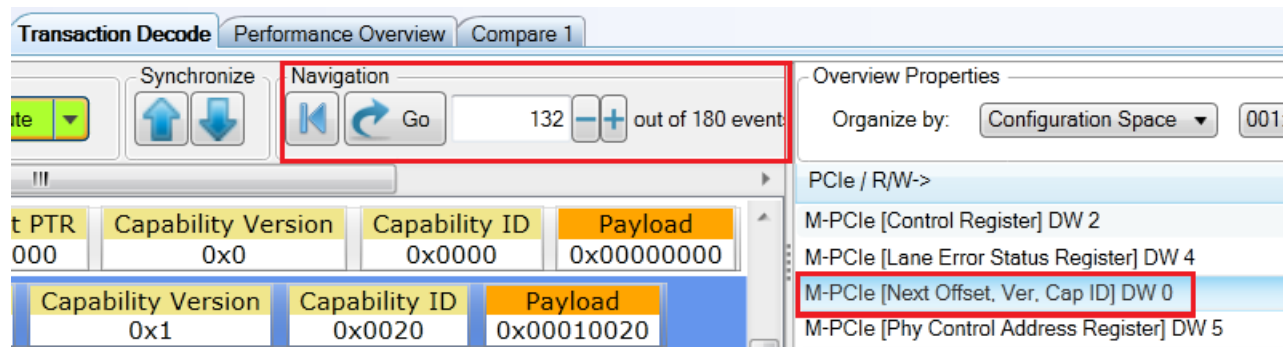 Transaction Decode Performance Overview Compare 1
Synchronize Navigation Overview Properties
Go 132 out of 180 event
Organize by: Configuration Space 001
PCIe / R/W->
t PTR Capability Version Capability ID Payload
000 0x0 0x0000 0x00000000
Capability Version Capability ID Payload
0x1 0x0020 0x00010020
M-PCIe [Control Register] DW 2
M-PCIe [Lane Error Status Register] DW 4
M-PCIe [Next Offset, Ver, Cap ID] DW 0
M-PCIe [Phy Control Address Register] DW 5